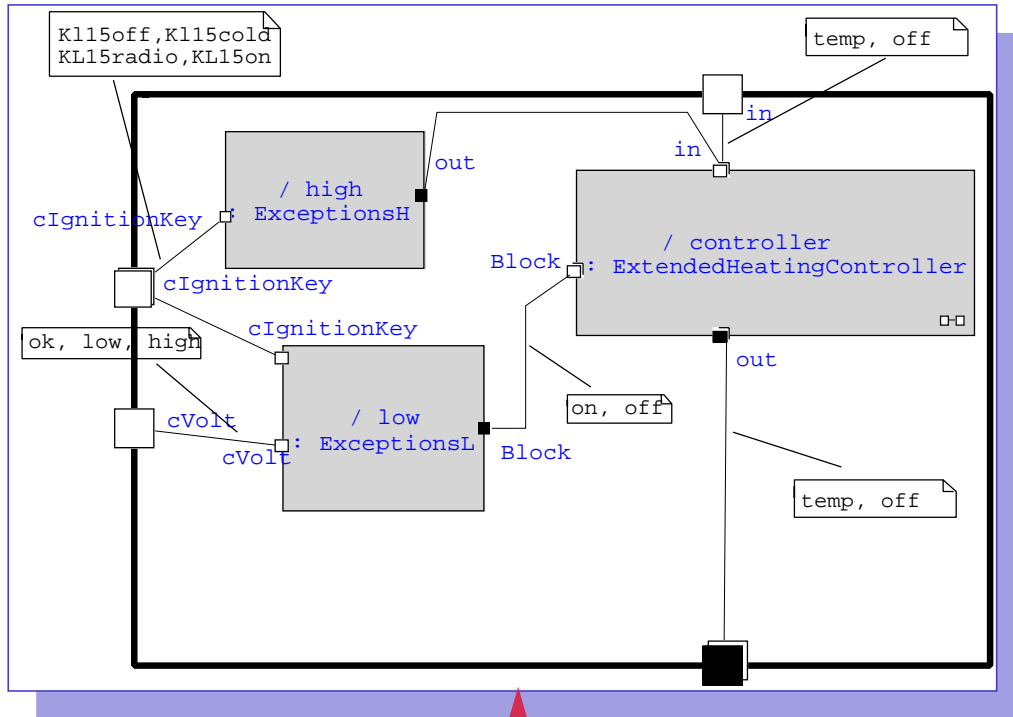 Kl15off,Kl15cold
KL15radio,KL15on
temp, off
in
in
out
/ high
: ExceptionsH
cIgnitionKey
/ controller
: ExtendedHeatingController
Block
cIgnitionKey
cIgnitionKey
ok, low, high
out
on, off
/ low
: ExceptionsL
cVolt
cVolt
Block
temp, off